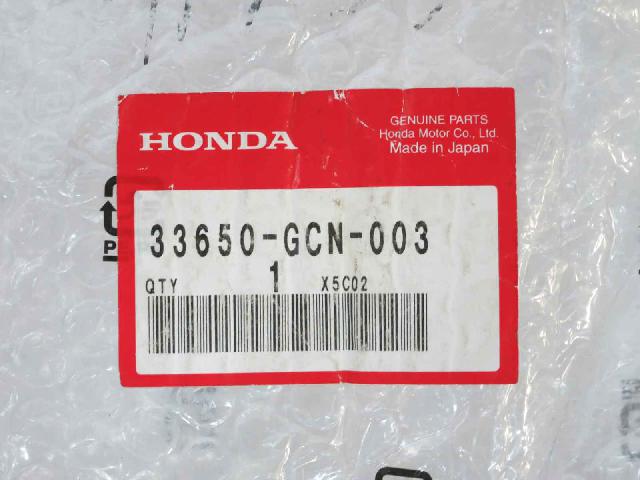 HONDA
GENUINE PARTS
Honda Motor Co., Ltd.
Made in Japan
33650-GCN-003
QTY 1 X5C02